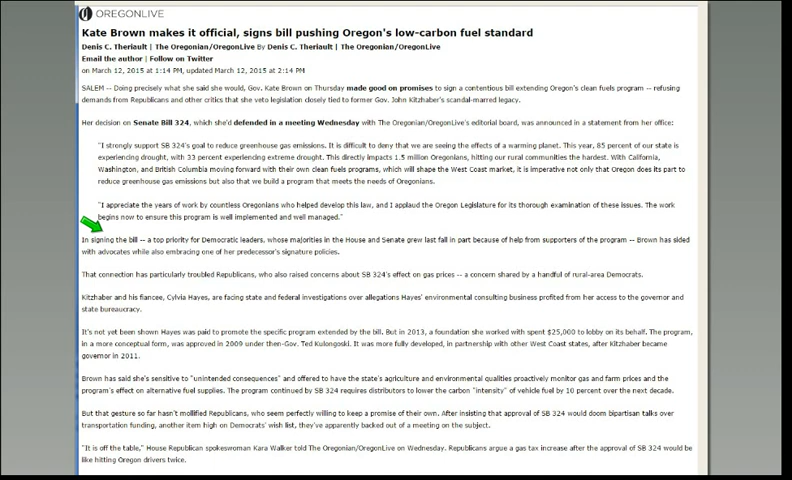 OREGONLIVE
Kate Brown makes it official, signs bill pushing Oregon's low-carbon fuel standard
Denis C. Theriault | The Oregonian/OregonLive By Denis C. Theriault | The Oregonian/OregonLive
Email the author | Follow on Twitter
on March 12, 2015 at 1:14 PM, updated March 12, 2015 at 2:14 PM
SALEM -- Doing precisely what she said she would, Gov. Kate Brown on Thursday made good on promises to sign a contentious bill extending Oregon's clean fuels program -- refusing
demands from Republicans and other critics that she veto legislation closely tied to former Gov. John Kitzhaber's scandal-marred legacy.
Her decision on Senate Bill 324, which she'd defended in a meeting Wednesday with The Oregonian/OregonLive's editorial board, was announced in a statement from her office:
"I strongly support SB 324's goal to reduce greenhouse gas emissions. It is difficult to deny that we are seeing the effects of a warming planet. This year, 85 percent of our state is
experiencing drought, with 33 percent experiencing extreme drought. This directly impacts 1.5 million Oregonians, hitting our rural communities the hardest. With California,
Washington, and British Columbia moving forward with their own clean fuels programs, which will shape the West Coast market, it is imperative not only that Oregon does its part to
reduce greenhouse gas emissions but also that we build a program that meets the needs of Oregonians.
"I appreciate the years of work by countless Oregonians who helped develop this law, and I applaud the Oregon Legislature for its thorough examination of these issues. The work
begins now to ensure this program is well implemented and well managed."
In signing the bill -- a top priority for Democratic leaders, whose majorities in the House and Senate grew last fall in part because of help from supporters of the program -- Brown has sided
with advocates while also embracing one of her predecessor's signature policies.
That connection has particularly troubled Republicans, who also raised concerns about SB 324's effect on gas prices -- a concern shared by a handful of rural-area Democrats.
Kitzhaber and his fiancee, Cylvia Hayes, are facing state and federal investigations over allegations Hayes' environmental consulting business profited from her access to the governor and
state bureaucracy.
It's not yet been shown Hayes was paid to promote the specific program extended by the bill. But in 2013, a foundation she worked with spent $25,000 to lobby on its behalf. The program,
in a more conceptual form, was approved in 2009 under then-Gov. Ted Kulongoski. It was more fully developed, in partnership with other West Coast states, after Kitzhaber became
governor in 2011.
Brown has said she's sensitive to "unintended consequences" and offered to have the state's agriculture and environmental qualities proactively monitor gas and farm prices and the
program's effect on alternative fuel supplies. The program continued by SB 324 requires distributors to lower the carbon "intensity" of vehicle fuel by 10 percent over the next decade.
But that gesture so far hasn't mollified Republicans, who seem perfectly willing to keep a promise of their own. After insisting that approval of SB 324 would doom bipartisan talks over
transportation funding, another item high on Democrats' wish list, they've apparently backed out of a meeting on the subject.
"It is off the table," House Republican spokeswoman Kara Walker told The Oregonian/OregonLive on Wednesday. Republicans argue a gas tax increase after the approval of SB 324 would be
like hitting Oregon drivers twice.